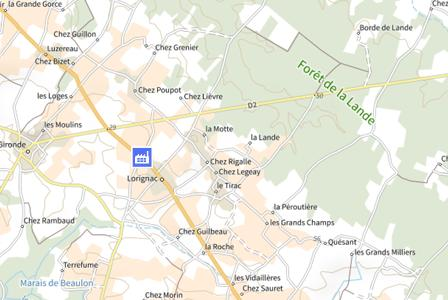 la Grande Gorce
Borde de Lande
Chez Guillon
Luzereau
Chez Grenier
Chez Bizet
Forêt de la Lande
Chez Poupot
les Loges
Chez Lièvre
30
D2
les Moulins
29
la Motte
la Lande
Gironde
Chez Rigalle
Chez Legeay
Lorignac
le Tirac
la Péroutière
Chez Rambaud
les Grands Champs
Chez Guilbeau
56
Quésant
la Roche
les Grands Milliers
Terrefume
les Vidaillères
Marais de Beaulon
Chez Sauret
Chez Morin